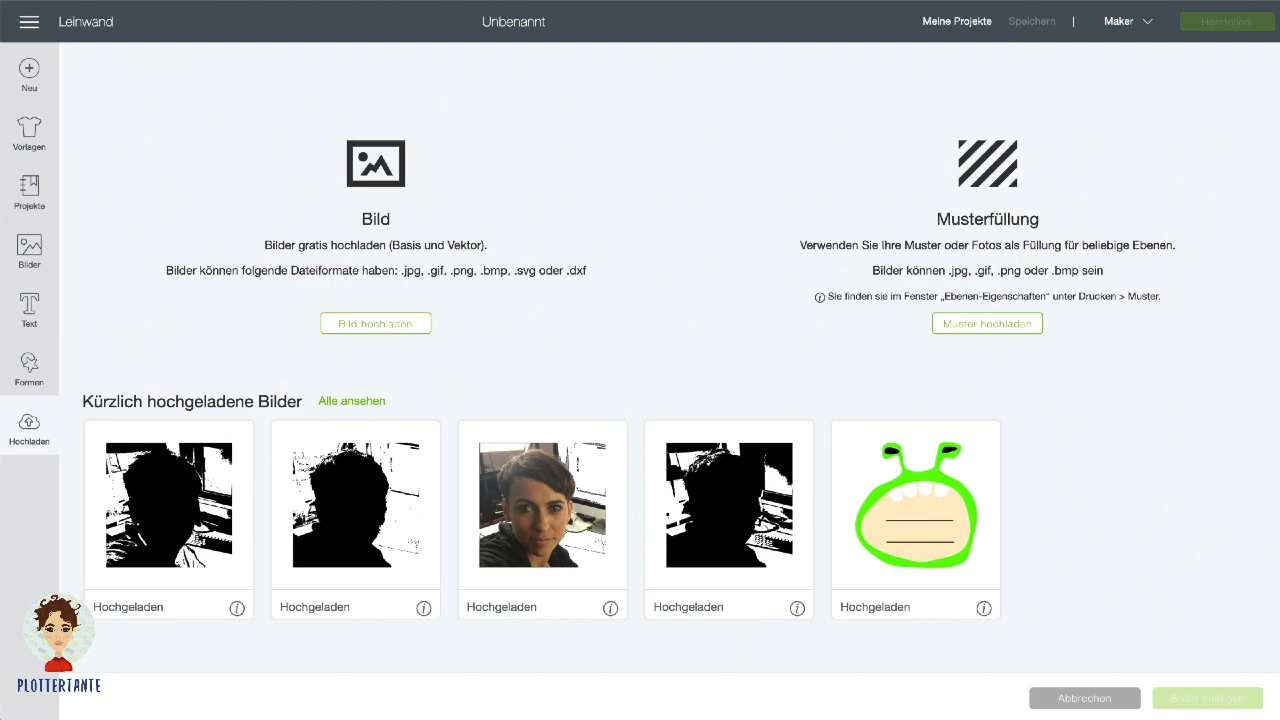 Leinwand
Unbenannt
Meine Projekte
Speichern
|
Maker
Herstellen
Neu
Vorlagen
Projekte
Bilder
Text
Formen
Hochladen
Bild
Bilder gratis hochladen (Basis und Vektor).
Bilder können folgende Dateiformate haben: .jpg, .gif, .png, .bmp, .svg oder .dxf
Bild hochladen
Musterfüllung
Verwenden Sie Ihre Muster oder Fotos als Füllung für beliebige Ebenen.
Bilder können .jpg, .gif, .png oder .bmp sein
Sie finden sie im Fenster „Ebenen-Eigenschaften“ unter Drucken > Muster.
Muster hochladen
Kürzlich hochgeladene Bilder
Alle ansehen
Hochgeladen
Hochgeladen
Hochgeladen
Hochgeladen
Hochgeladen
PLOTTERTANTE
Abbrechen
Bilder einfügen